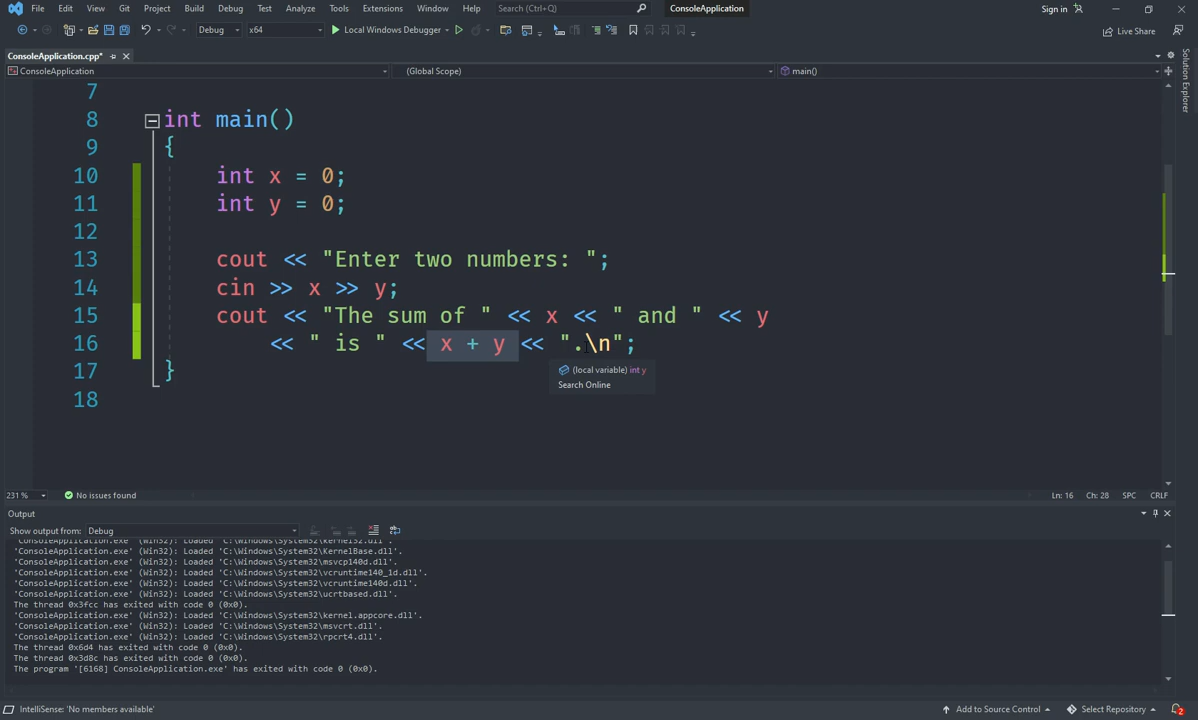 File Edit View Git Project Build Debug Test Analyze Tools Extensions Window Help Search (Ctrl+Q) ConsoleApplication Sign in
Debug x64 Local Windows Debugger Live Share
ConsoleApplication.cpp*
ConsoleApplication (Global Scope) main()
Solution Explorer
7
8 int main()
9 {
10 int x = 0;
11 int y = 0;
12
13 cout << "Enter two numbers: ";
14 cin >> x >> y;
15 cout << "The sum of " << x << " and " << y
16 << " is " << x + y << ".\n";
(local variable) int y
17 }
Search Online
18
231 % No issues found Ln: 16 Ch: 28 SPC CRLF
Output
Show output from: Debug
'ConsoleApplication.exe' (Win32): Loaded 'C:\Windows\System32\kernel32.dll'.
'ConsoleApplication.exe' (Win32): Loaded 'C:\Windows\System32\KernelBase.dll'.
'ConsoleApplication.exe' (Win32): Loaded 'C:\Windows\System32\msvcp140d.dll'.
'ConsoleApplication.exe' (Win32): Loaded 'C:\Windows\System32\vcruntime140_1d.dll'.
'ConsoleApplication.exe' (Win32): Loaded 'C:\Windows\System32\vcruntime140d.dll'.
'ConsoleApplication.exe' (Win32): Loaded 'C:\Windows\System32\ucrtbased.dll'.
The thread 0x3fcc has exited with code 0 (0x0).
'ConsoleApplication.exe' (Win32): Loaded 'C:\Windows\System32\kernel.appcore.dll'.
'ConsoleApplication.exe' (Win32): Loaded 'C:\Windows\System32\msvcrt.dll'.
'ConsoleApplication.exe' (Win32): Loaded 'C:\Windows\System32\rpcrt4.dll'.
The thread 0x6d4 has exited with code 0 (0x0).
The thread 0x3d8c has exited with code 0 (0x0).
The program '[6168] ConsoleApplication.exe' has exited with code 0 (0x0).
IntelliSense: 'No members available' Add to Source Control Select Repository 2